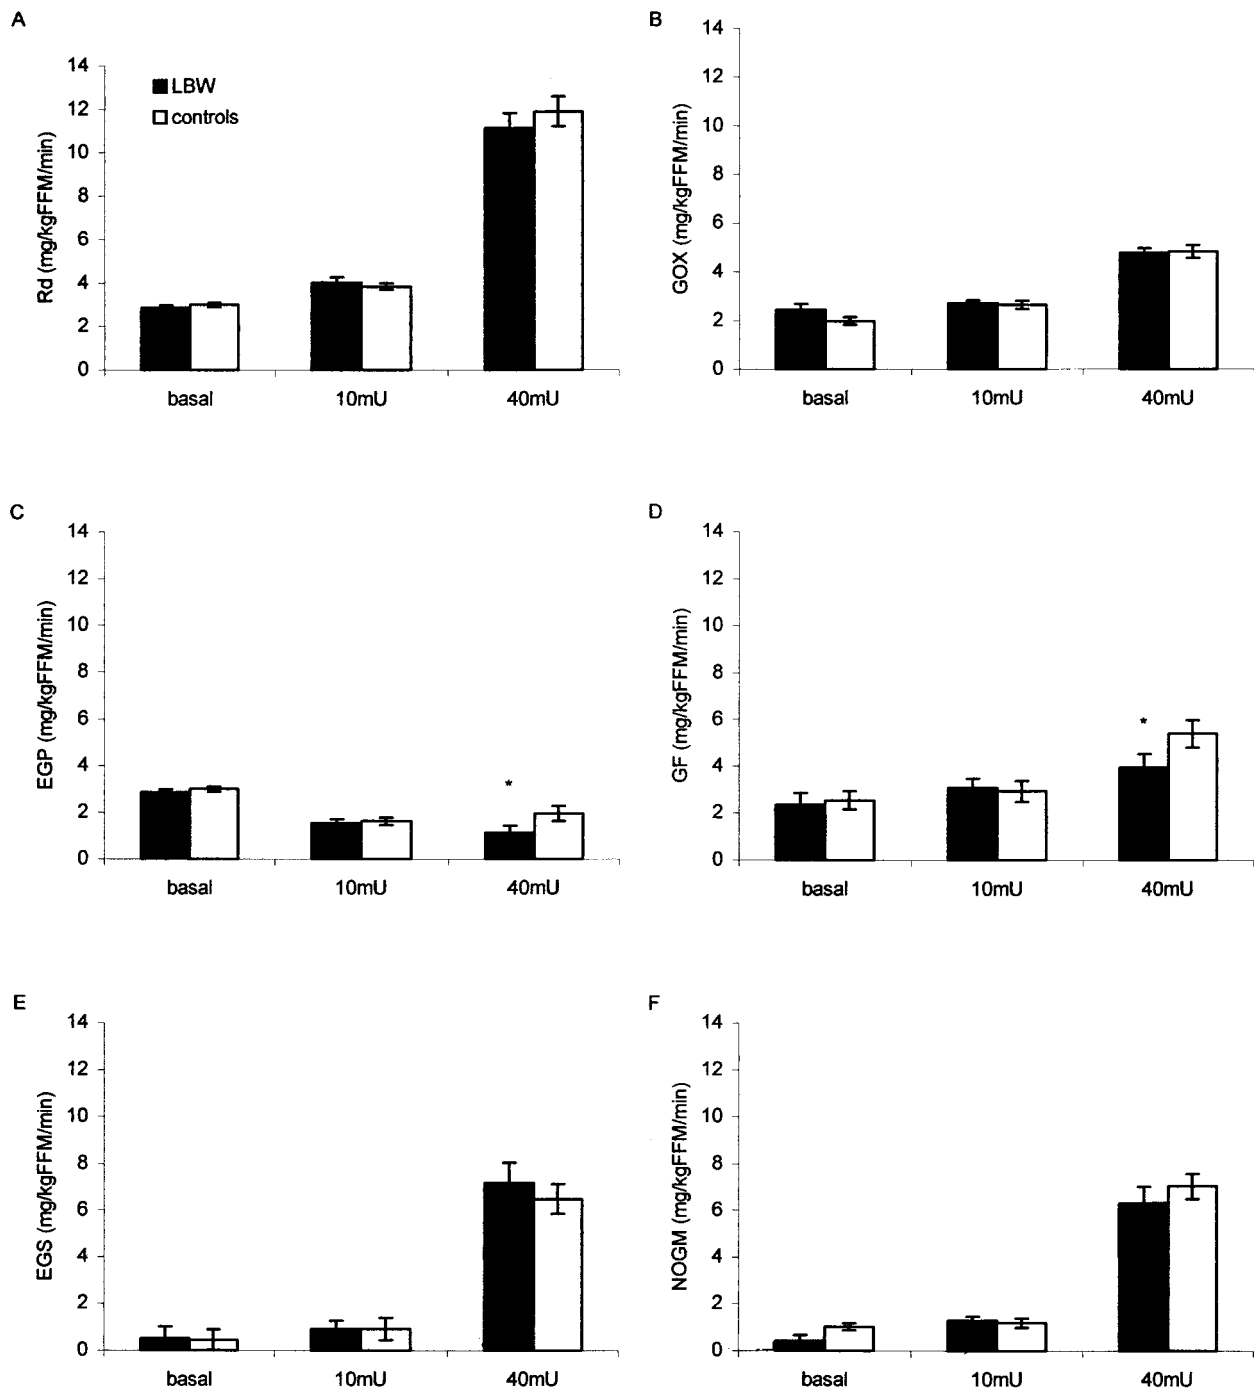 A
Rd (mg/kgFFM/min)
14
12
10
8
6
4
2
0
LBW
controls
basal 10mU 40mU
B
GOX (mg/kgFFM/min)
14
12
10
8
6
4
2
0
basal 10mU 40mU
C
EGP (mg/kgFFM/min)
14
12
10
8
6
4
2
0
*
basal 10mU 40mU
D
GF (mg/kgFFM/min)
14
12
10
8
6
4
2
0
*
basal 10mU 40mU
E
EGS (mg/kgFFM/min)
14
12
10
8
6
4
2
0
basal 10mU 40mU
F
NOGM (mg/kgFFM/min)
14
12
10
8
6
4
2
0
basal 10mU 40mU